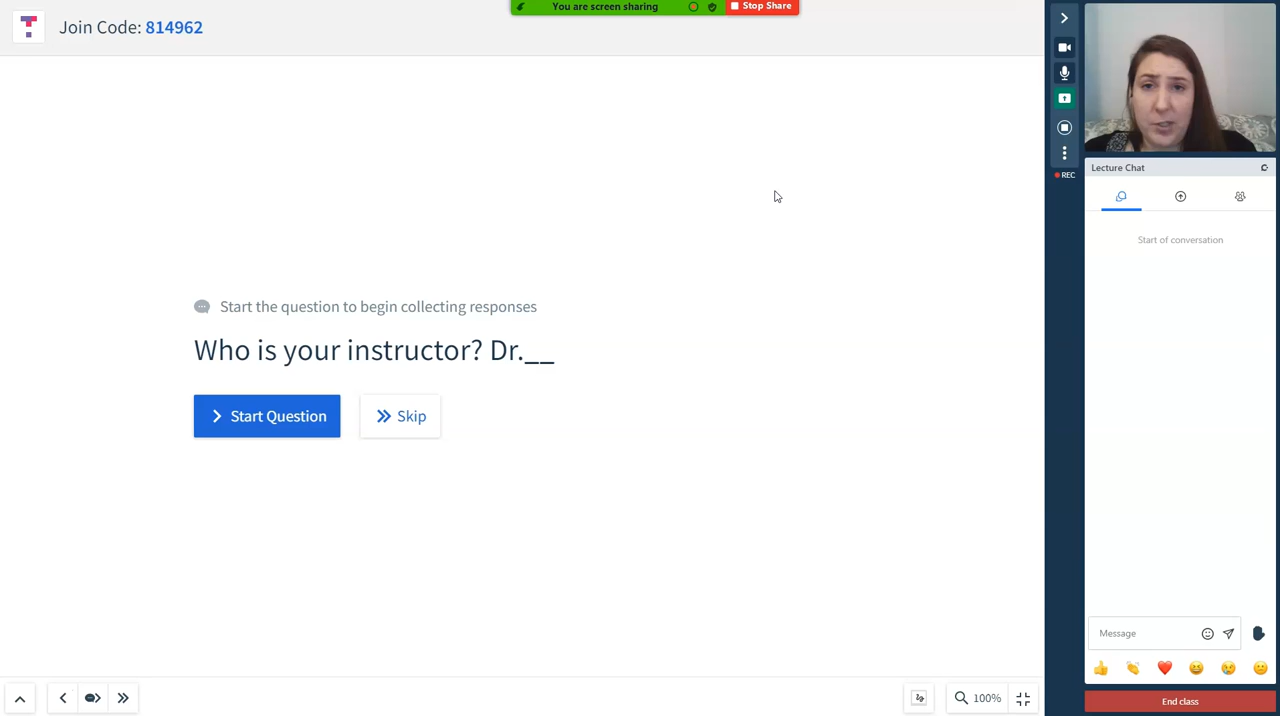 Join Code: 814962
You are screen sharing
Stop Share
REC
Lecture Chat
Start of conversation
Start the question to begin collecting responses
Who is your instructor? Dr.__
Start Question
Skip
Message
100%
End class